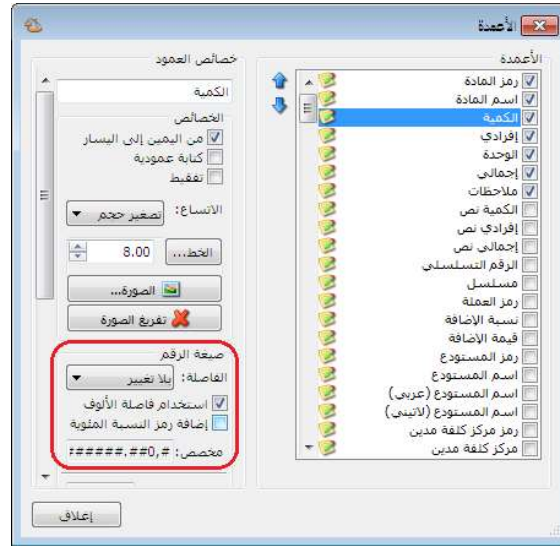 الأعمدة
الأعمدة
رمز المادة
اسم المادة
الكمية
إفرادي
الوحدة
إجمالي
ملاحظات
الكمية نص
إفرادي نص
إجمالي نص
الرقم التسلسلي
مسلسل
رمز العملة
نسبة الإضافة
قيمة الإضافة
رمز المستودع
اسم المستودع
اسم المستودع (عربي)
اسم المستودع (لاتيني)
رمز مركز كلفة مدين
مركز كلفة مدين
خصائص العمود
الكمية
الخصائص
من اليمين إلى اليسار
كتابة عمودية
تفقيط
الاتساع: تصغير حجم
الخط... 8.00
الصورة...
تفريغ الصورة
صيغة الرقم
الفاصلة: بلا تغيير
استخدام فاصلة الألوف
إضافة رمز النسبة المئوية
مخصص: #,##0.######
إغلاق